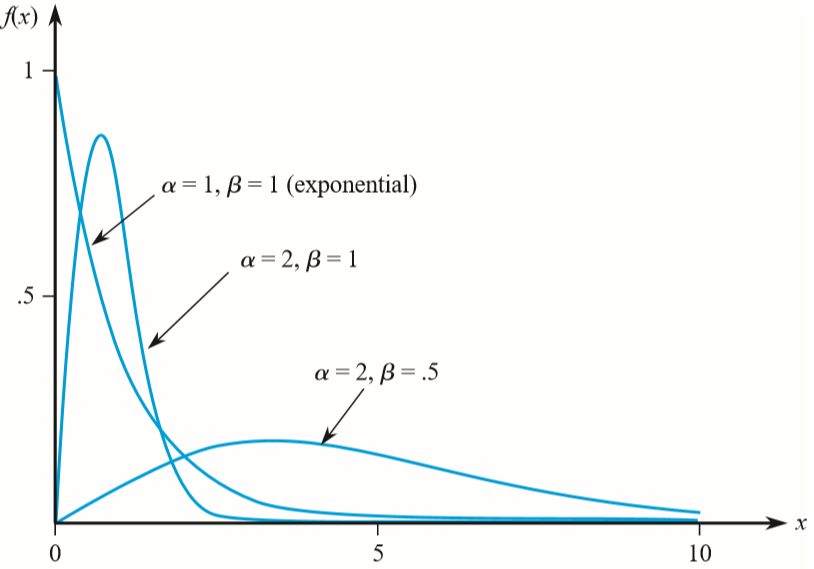 f(x)
1
α = 1, β = 1 (exponential)
α = 2, β = 1
.5
α = 2, β = .5
x
0
5
10